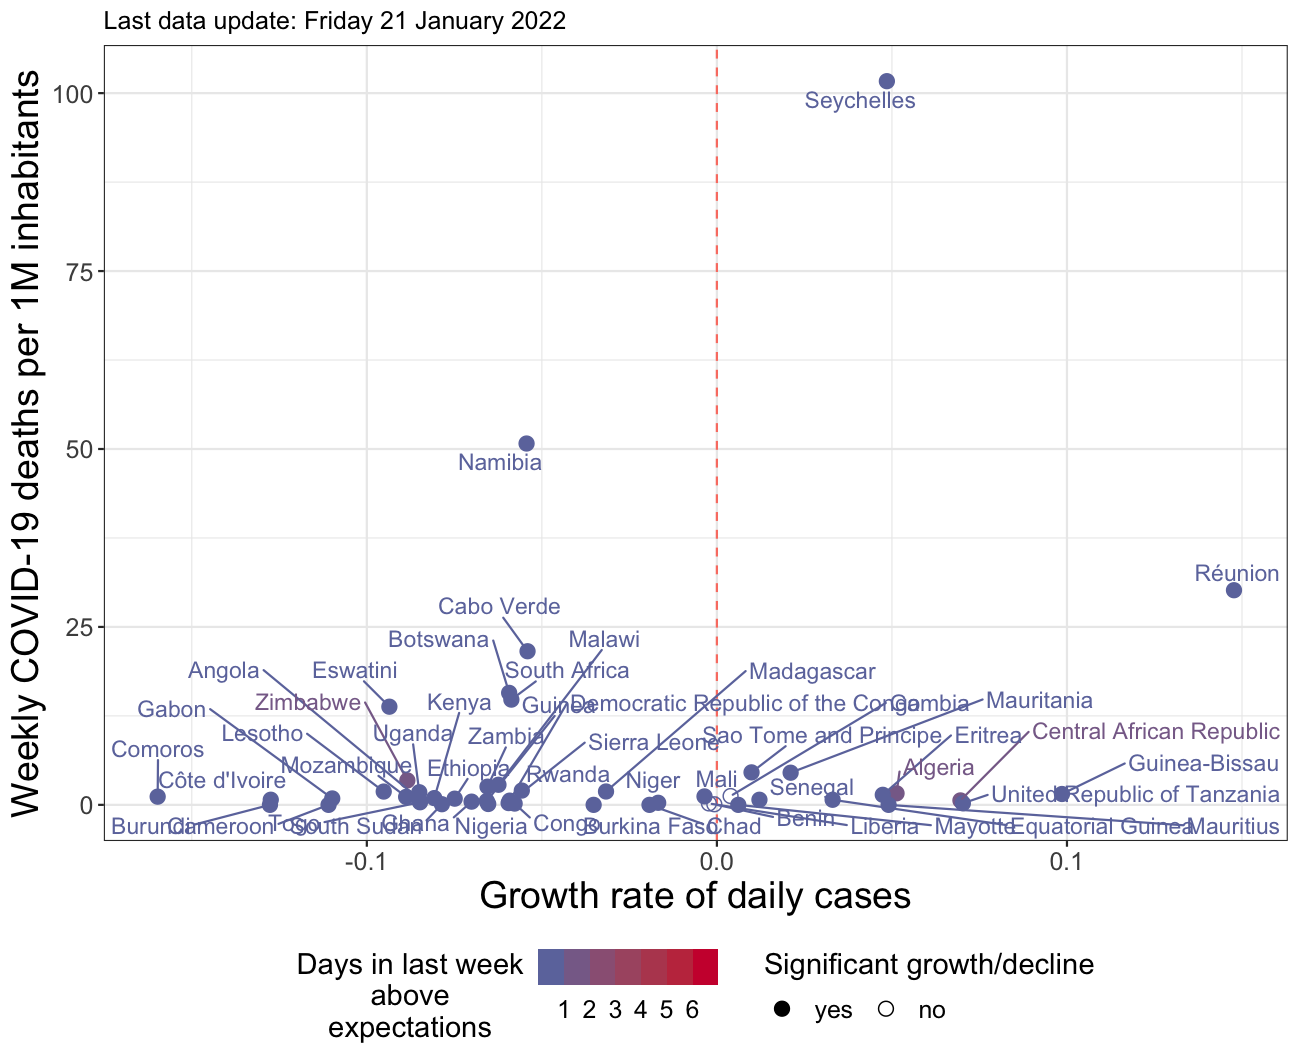 Last data update: Friday 21 January 2022
Weekly COVID-19 deaths per 1M inhabitants
100
Seychelles
75
50
Namibia
Réunion
25
Cabo Verde
Botswana
Malawi
Angola
Eswatini
South Africa
Madagascar
Gabon
Zimbabwe
Kenya
Guinea
Democratic Republic of the Congo
Gambia
Mauritania
Lesotho
Uganda
Zambia
Sierra Leone
Sao Tome and Principe
Eritrea
Central African Republic
Comoros
Côte d'Ivoire
Mozambique
Ethiopia
Rwanda
Niger
Mali
Senegal
Algeria
Guinea-Bissau
United Republic of Tanzania
0
Burundi
Cameroon
Togo
South Sudan
Ghana
Nigeria
Congo
Burkina Faso
Chad
Benin
Liberia
Mayotte
Equatorial Guinea
Mauritius
-0.1
0.0
0.1
Growth rate of daily cases
Days in last week
above
expectations
1 2 3 4 5 6
Significant growth/decline
yes
no